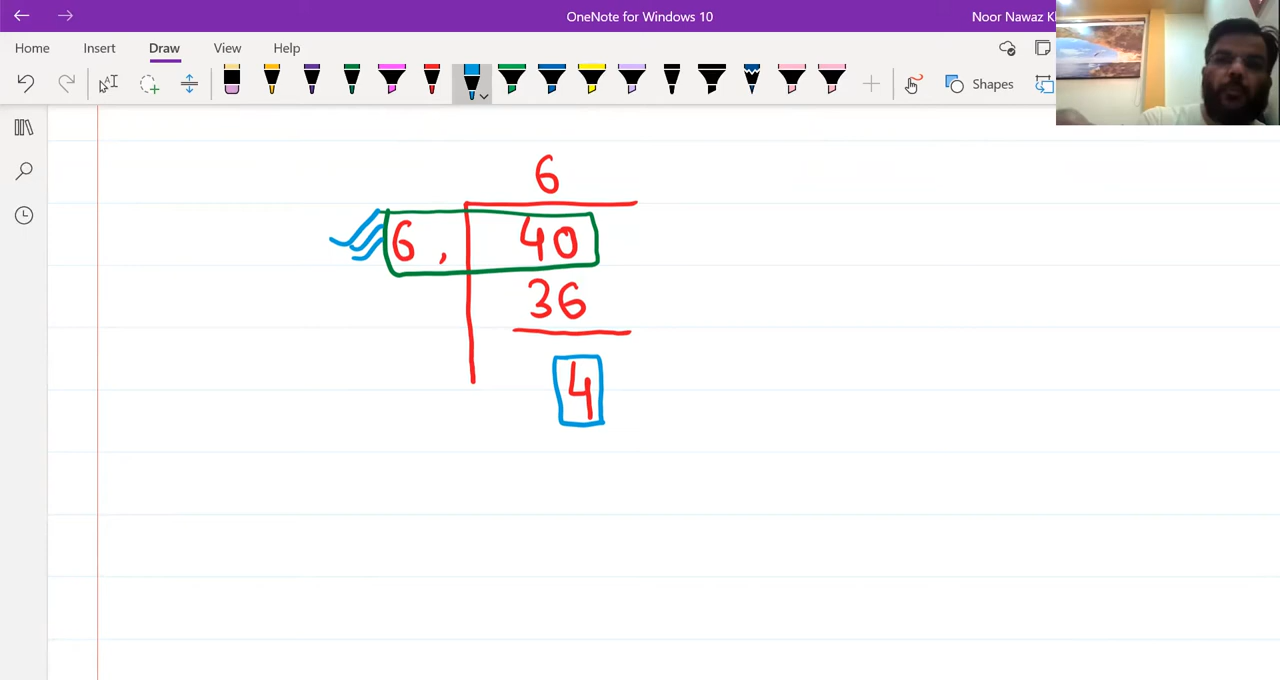 OneNote for Windows 10
Noor Nawaz K
Home Insert Draw View Help
Shapes
6
6, 40
36
4